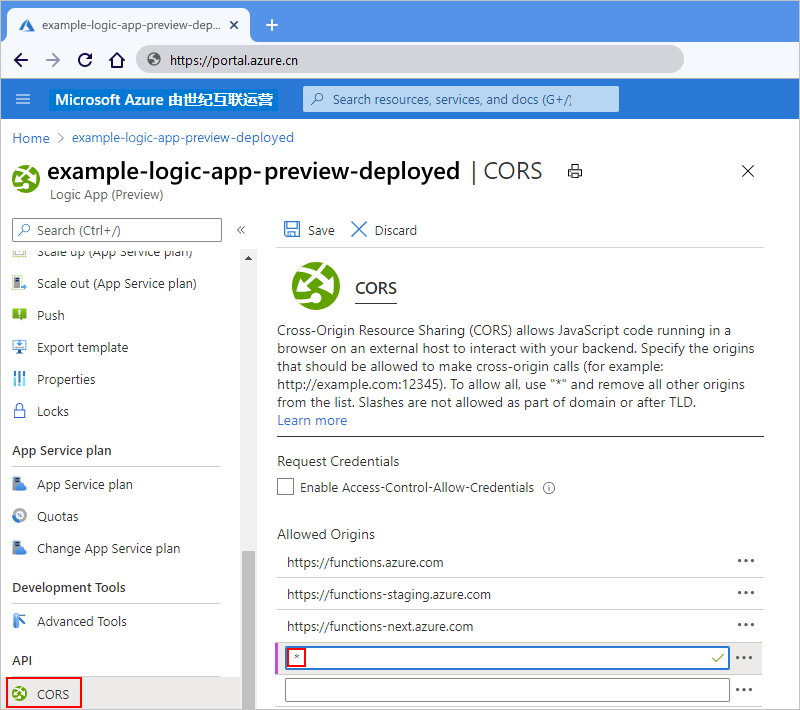 example-logic-app-preview-dep...
https://portal.azure.cn
Microsoft Azure 由世纪互联运营
Search resources, services, and docs (G+/)
Home > example-logic-app-preview-deployed
example-logic-app-preview-deployed | CORS
Logic App (Preview)
Search (Ctrl+/)
«
Save
Discard
Scale up (App Service plan)
Scale out (App Service plan)
Push
Export template
Properties
Locks
App Service plan
App Service plan
Quotas
Change App Service plan
Development Tools
Advanced Tools
API
CORS
CORS
Cross-Origin Resource Sharing (CORS) allows JavaScript code running in a
browser on an external host to interact with your backend. Specify the origins
that should be allowed to make cross-origin calls (for example:
http://example.com:12345). To allow all, use "*" and remove all other origins
from the list. Slashes are not allowed as part of domain or after TLD.
Learn more
Request Credentials
Enable Access-Control-Allow-Credentials
Allowed Origins
https://functions.azure.com
https://functions-staging.azure.com
https://functions-next.azure.com
*